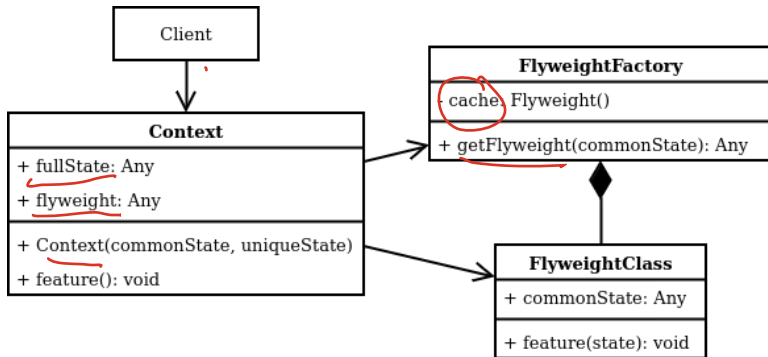 Client
Context
+ fullState: Any
+ flyweight: Any
+ Context(commonState, uniqueState)
+ feature(): void
FlyweightFactory
- cache: Flyweight()
+ getFlyweight(commonState): Any
FlyweightClass
+ commonState: Any
+ feature(state): void